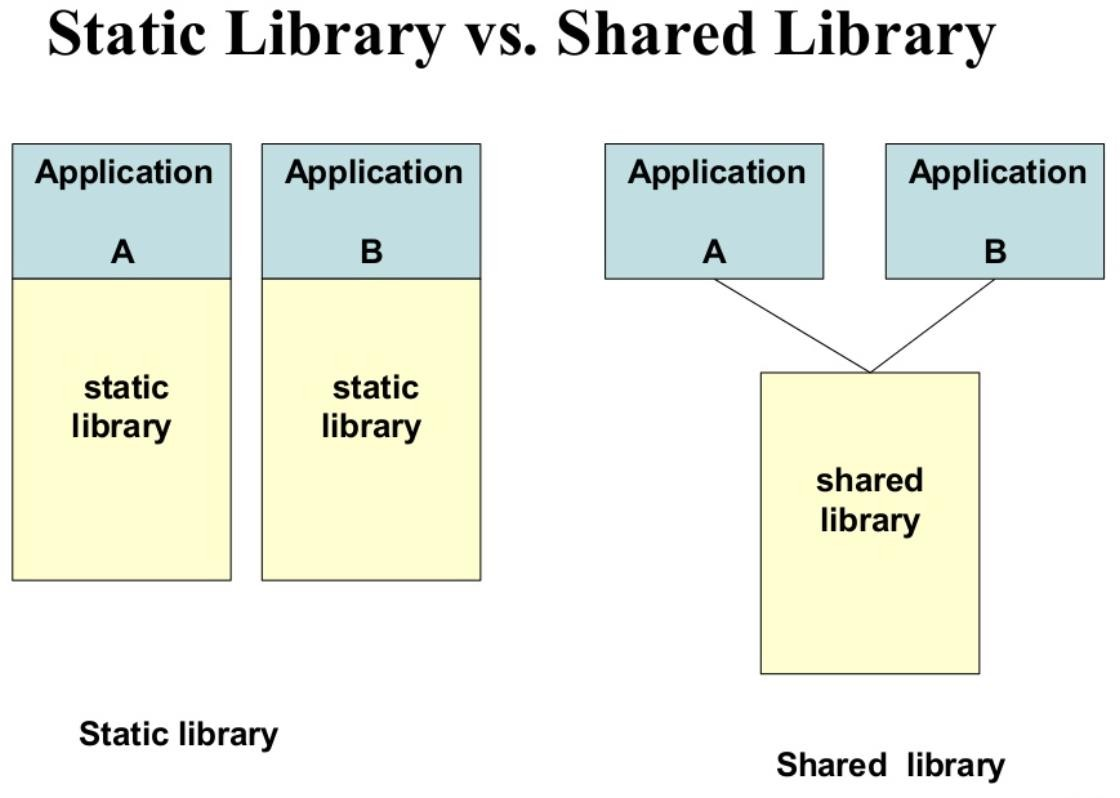 Static Library vs. Shared Library
Application
A
static
library
Application
B
static
library
Application
A
Application
B
shared
library
Static library
Shared library